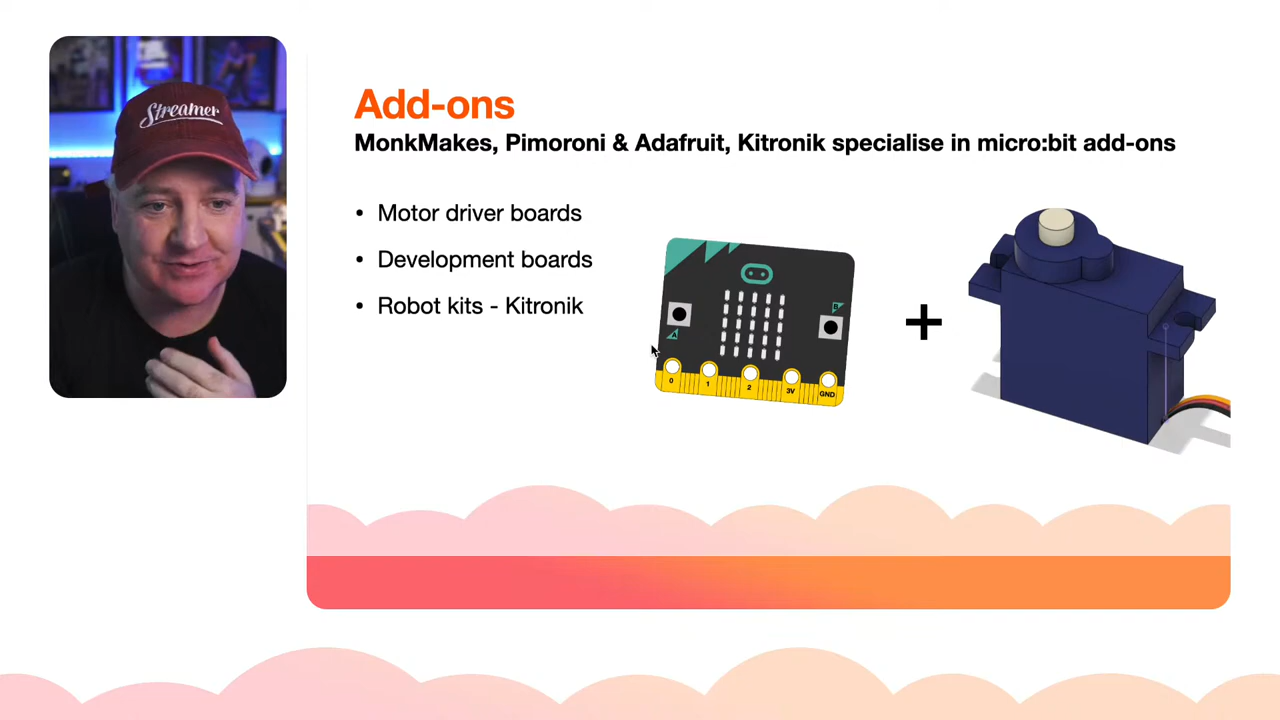 Streamer
Add-ons
MonkMakes, Pimoroni & Adafruit, Kitronik specialise in micro:bit add-ons
• Motor driver boards
• Development boards
• Robot kits - Kitronik
B
A
0 1 2 3V GND
+